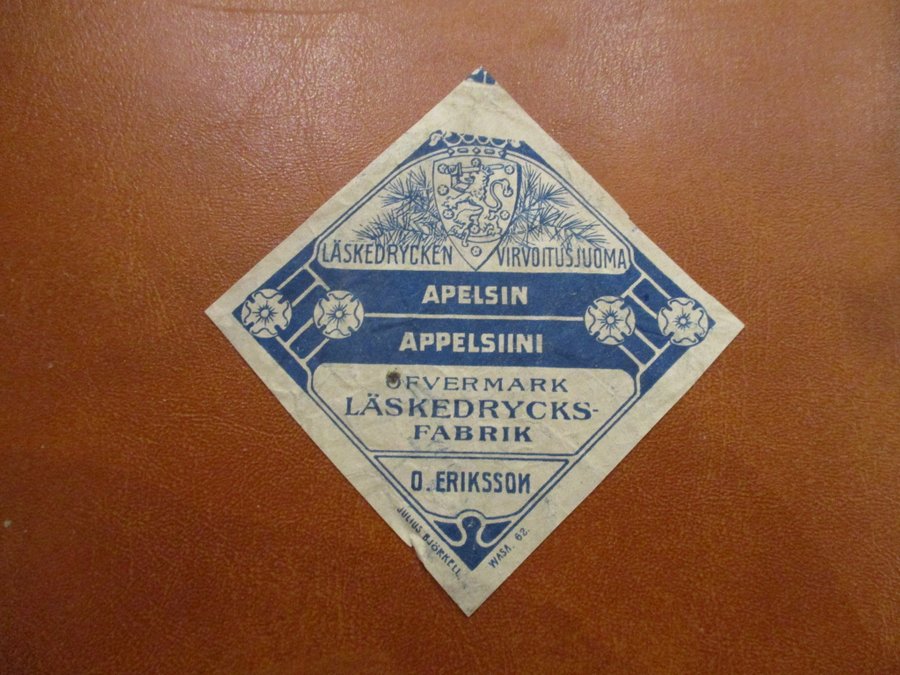 LÄSKEDRYCKEN VIRVOITUSJUOMA
APELSIN
APPELSIINI
ÖFVERMARK
LÄSKEDRYCKS-
FABRIK
O. ERIKSSON
JULIUS BJÖRKELL.
WASA. 62.